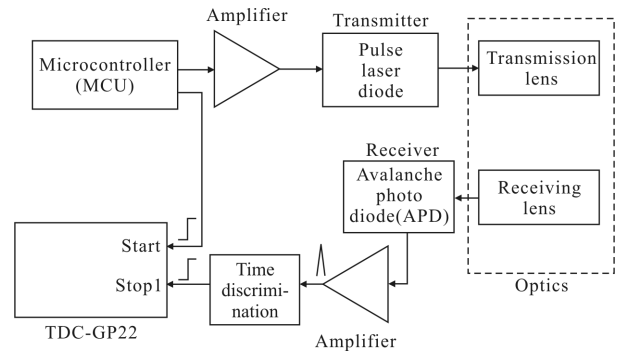 Amplifier
Transmitter
Microcontroller
(MCU)
Pulse
laser
diode
Transmission
lens
Receiver
Avalanche
photo
diode(APD)
Receiving
lens
Start
Stop1
Time
discrimi-
nation
Optics
TDC-GP22
Amplifier